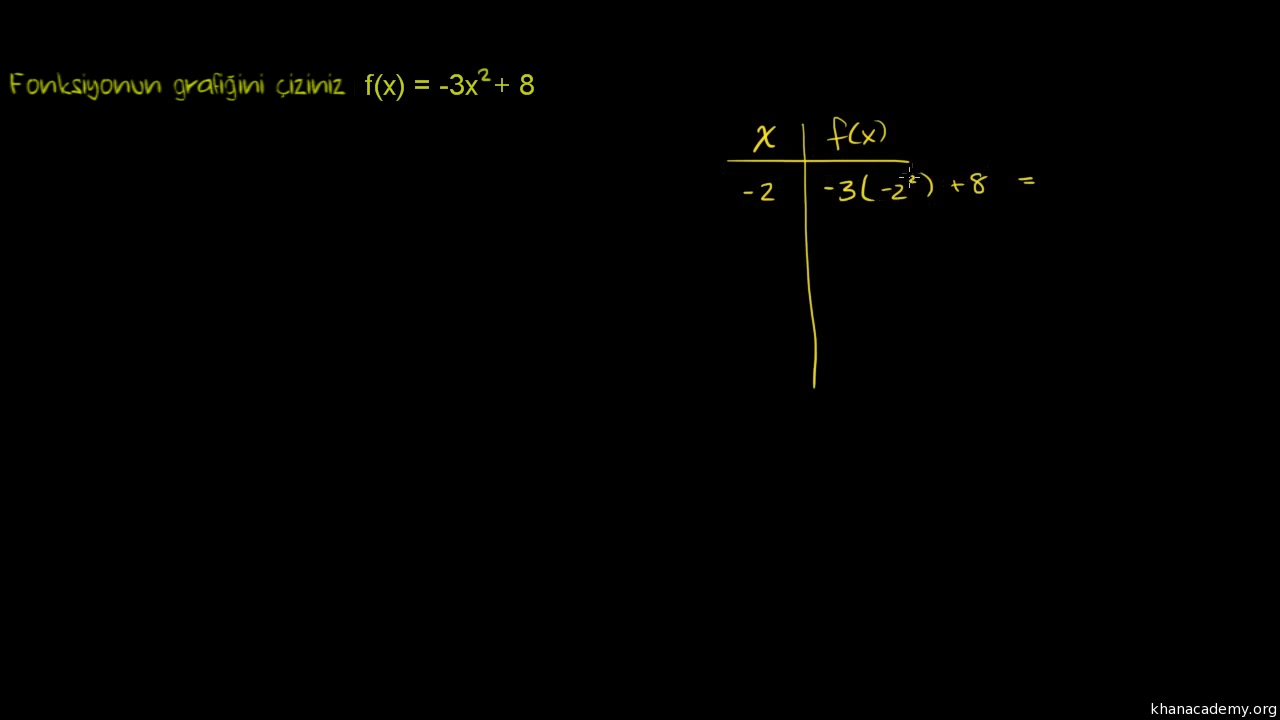 Fonksiyonun grafiğini çiziniz f(x) = -3x² + 8
x f(x)
-2 -3(-2²) +8 =
khanacademy.org